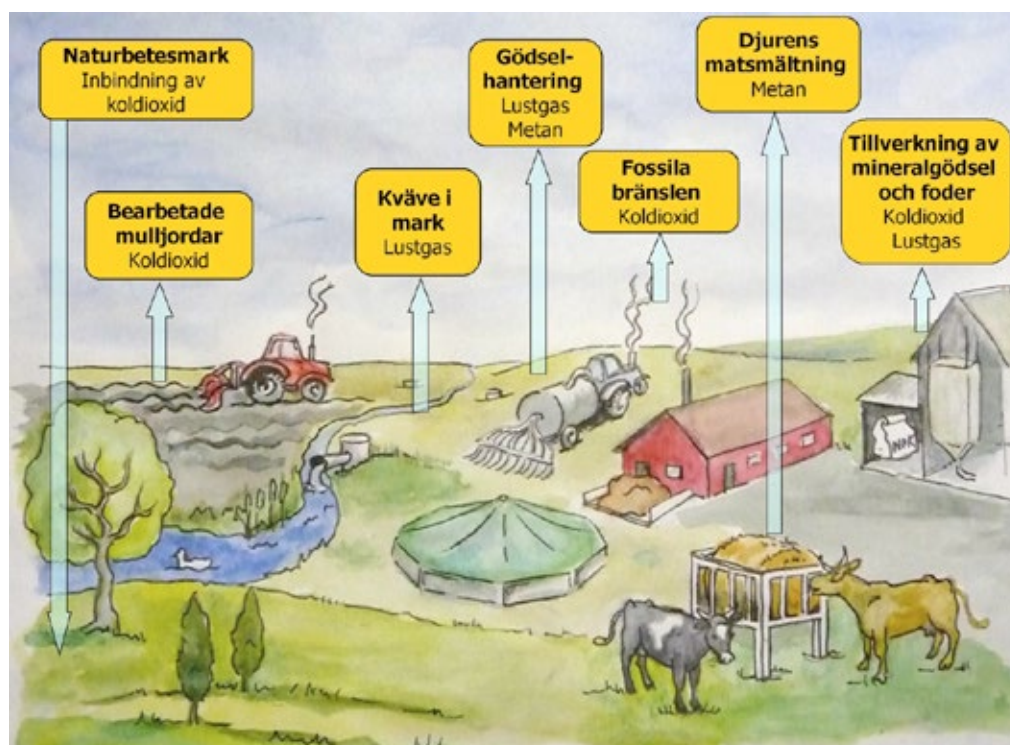 Naturbetesmark
Inbindning av
koldioxid
Bearbetade
mulljordar
Koldioxid
Kväve i
mark
Lustgas
Gödsel-
hantering
Lustgas
Metan
Fossila
bränslen
Koldioxid
Djurens
matsmältning
Metan
Tillverkning av
mineralgödsel
och foder
Koldioxid
Lustgas
NPK